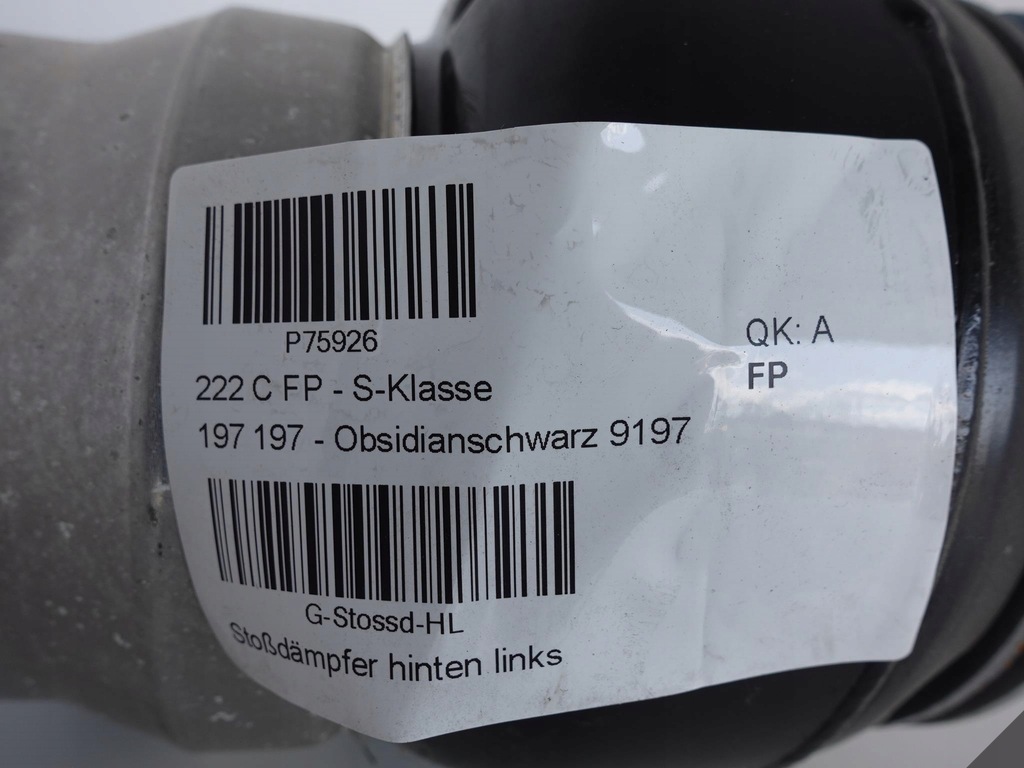 P75926
222 C FP - S-Klasse
197 197 - Obsidianschwarz 9197
QK: A
FP
G-Stossd-HL
Stoßdämpfer hinten links